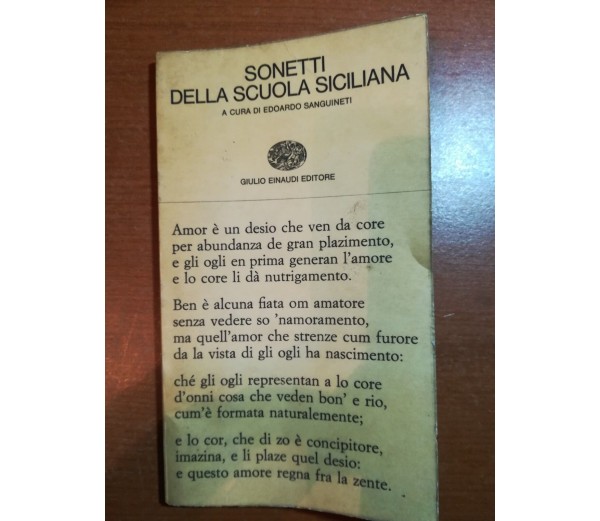 SONETTI
DELLA SCUOLA SICILIANA
A CURA DI EDOARDO SANGUINETI
GIULIO EINAUDI EDITORE
Amor è un desio che ven da core
per abundanza de gran plazimento,
e gli ogli en prima generan l'amore
e lo core li dà nutrigamento.
Ben è alcuna fiata om amatore
senza vedere so 'namoramento,
ma quell'amor che strenze cum furore
da la vista di gli ogli ha nascimento:
ché gli ogli representan a lo core
d'onni cosa che veden bon' e rio,
cum'è formata naturalemente;
e lo cor, che di zo è concipitore,
imazina, e li plaze quel desio:
e questo amore regna fra la zente.